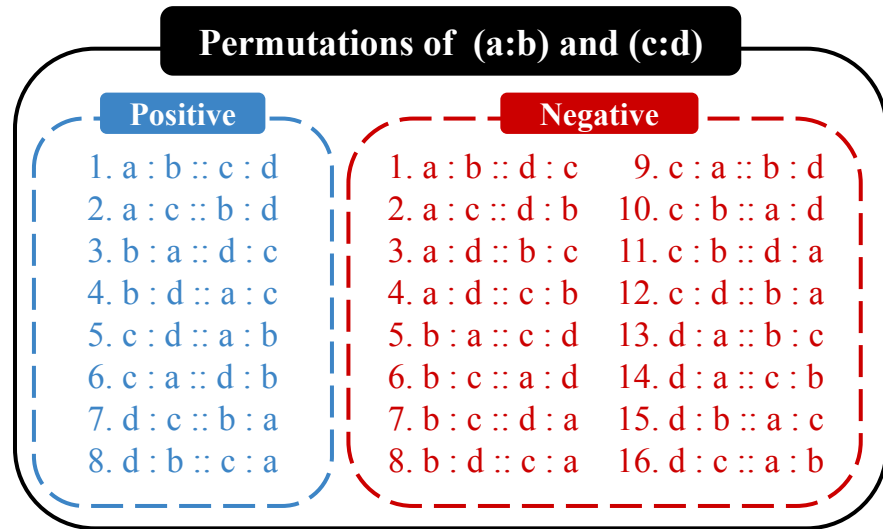 Permutations of (a:b) and (c:d)
Positive
1. a : b :: c : d
2. a : c :: b : d
3. b : a :: d : c
4. b : d :: a : c
5. c : d :: a : b
6. c : a :: d : b
7. d : c :: b : a
8. d : b :: c : a
Negative
1. a : b :: d : c
2. a : c :: d : b
3. a : d :: b : c
4. a : d :: c : b
5. b : a :: c : d
6. b : c :: a : d
7. b : c :: d : a
8. b : d :: c : a
9. c : a :: b : d
10. c : b :: a : d
11. c : b :: d : a
12. c : d :: b : a
13. d : a :: b : c
14. d : a :: c : b
15. d : b :: a : c
16. d : c :: a : b